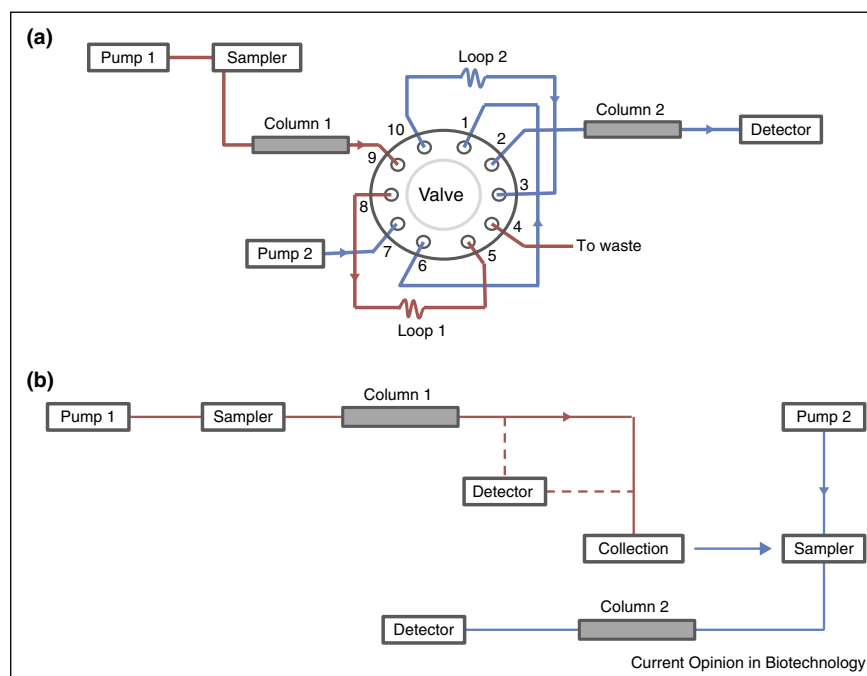 (a)
Pump 1
Sampler
Loop 2
Column 1
Column 2
Detector
10
1
2
9
3
Valve
8
4
To waste
Pump 2
7
6
5
Loop 1
(b)
Column 1
Pump 1
Sampler
Pump 2
Detector
Collection
Sampler
Column 2
Detector
Current Opinion in Biotechnology